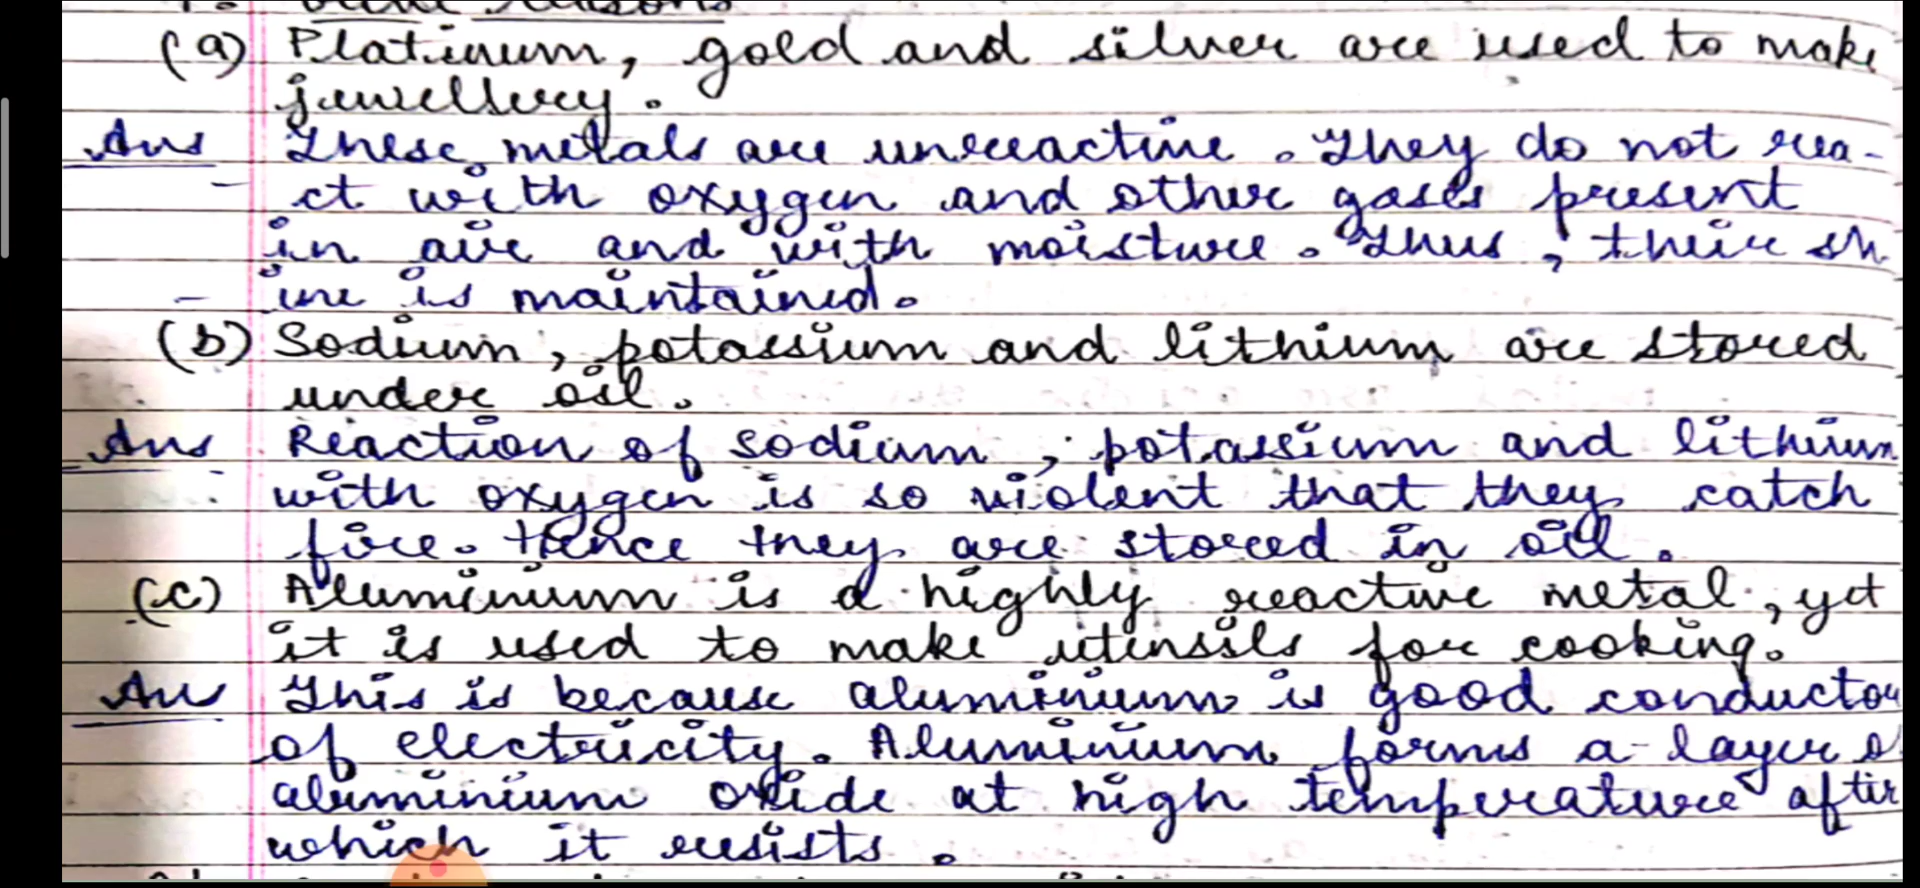 (a) Platinum, gold and silver are used to make
jewellery.
Ans These metals are unreactive. They do not rea-
ct with oxygen and other gases present
in air and with moisture. Thus, their sh
ine is maintained.
(b) Sodium, potassium and lithium are stored
under oil.
Ans Reaction of sodium, potassium and lithium
with oxygen is so violent that they catch
fire. Hence they are stored in oil.
(c) Aluminium is a highly reactive metal, yet
it is used to make utensils for cooking.
Ans This is because aluminium is good conductor
of electricity. Aluminium forms a layer o
aluminium oxide at high temperature after
which it resists.